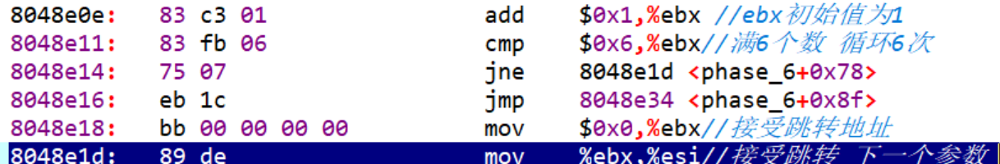 8048e0e: 83 c3 01 add $0x1,%ebx //ebx初始值为1
8048e11: 83 fb 06 cmp $0x6,%ebx//满6个数 循环6次
8048e14: 75 07 jne 8048e1d <phase_6+0x78>
8048e16: eb 1c jmp 8048e34 <phase_6+0x8f>
8048e18: bb 00 00 00 00 mov $0x0,%ebx//接受跳转地址
8048e1d: 89 de mov %ebx,%esi//接受跳转 下一个参数